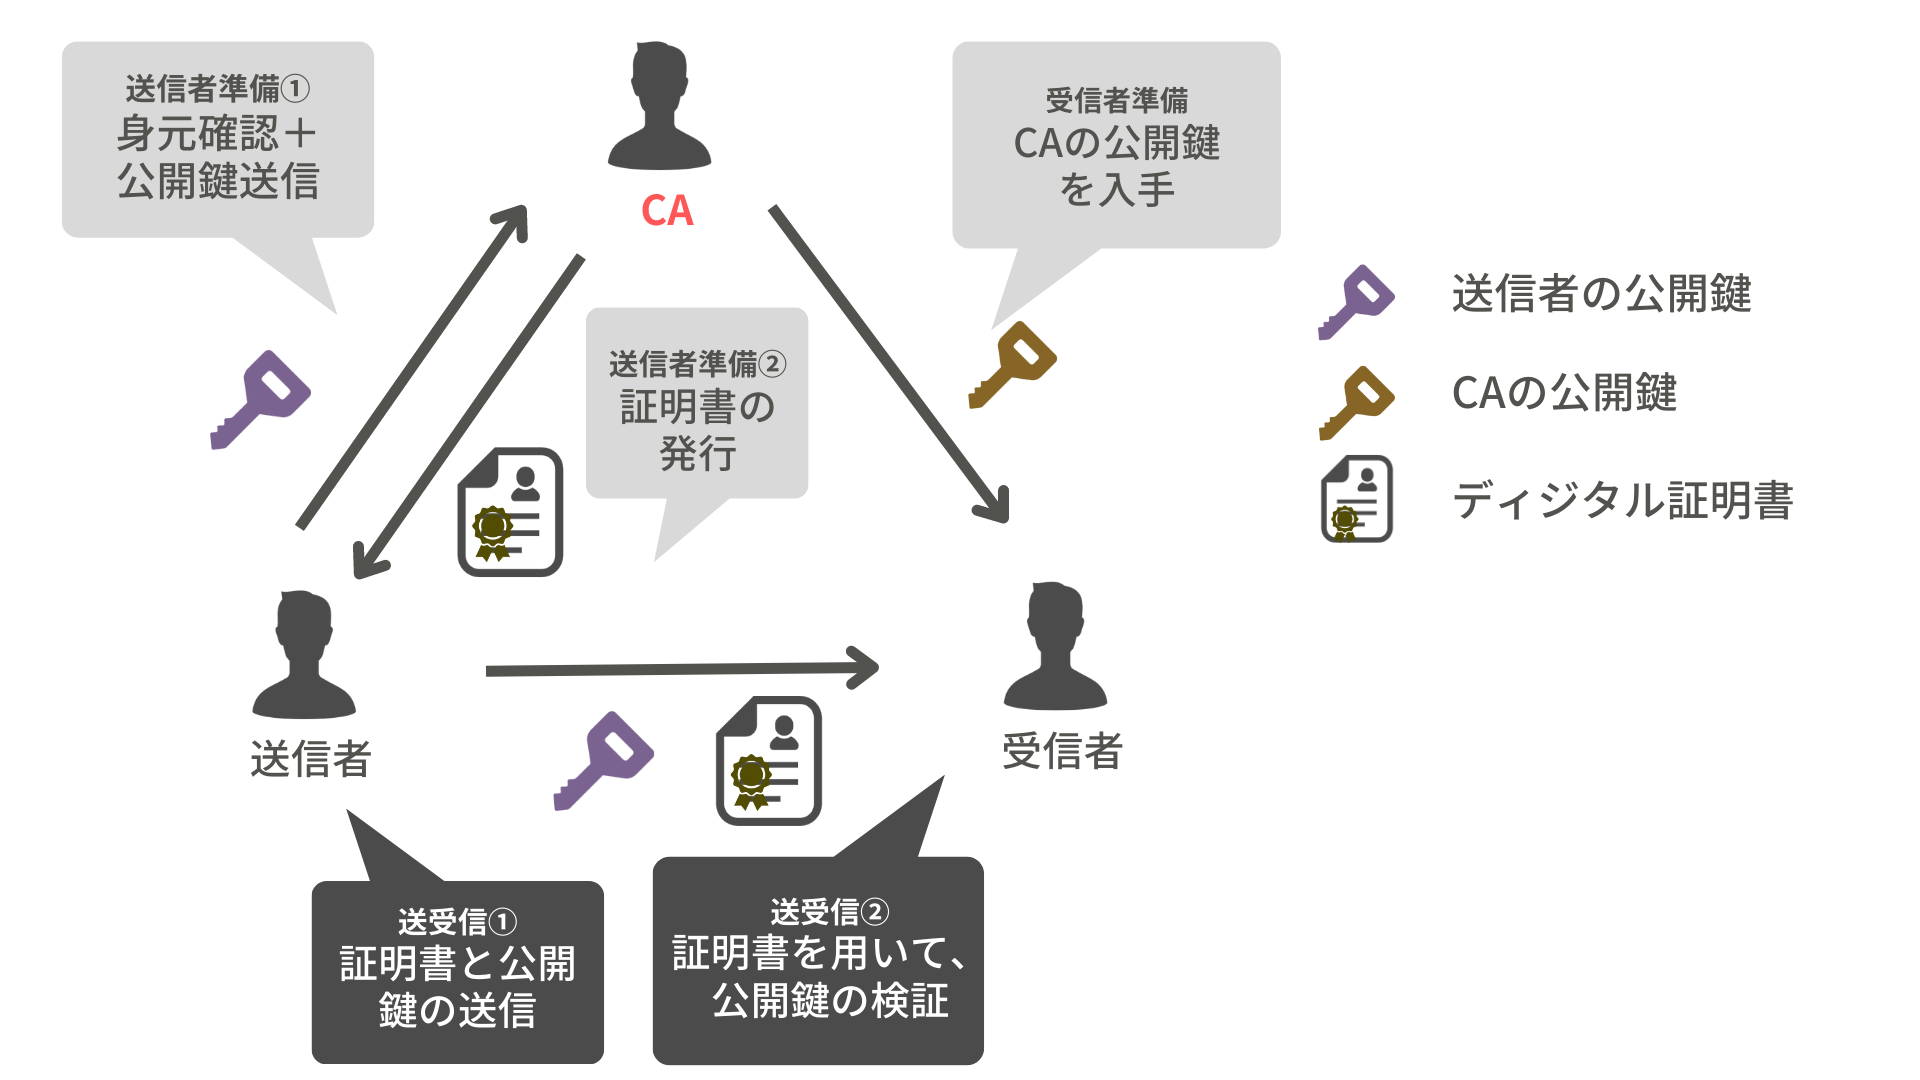 送信者準備①
身元確認＋
公開鍵送信
CA
受信者準備
CAの公開鍵
を入手
送信者の公開鍵
CAの公開鍵
ディジタル証明書
送信者準備②
証明書の
発行
送信者
受信者
送受信①
証明書と公開
鍵の送信
送受信②
証明書を用いて、
公開鍵の検証